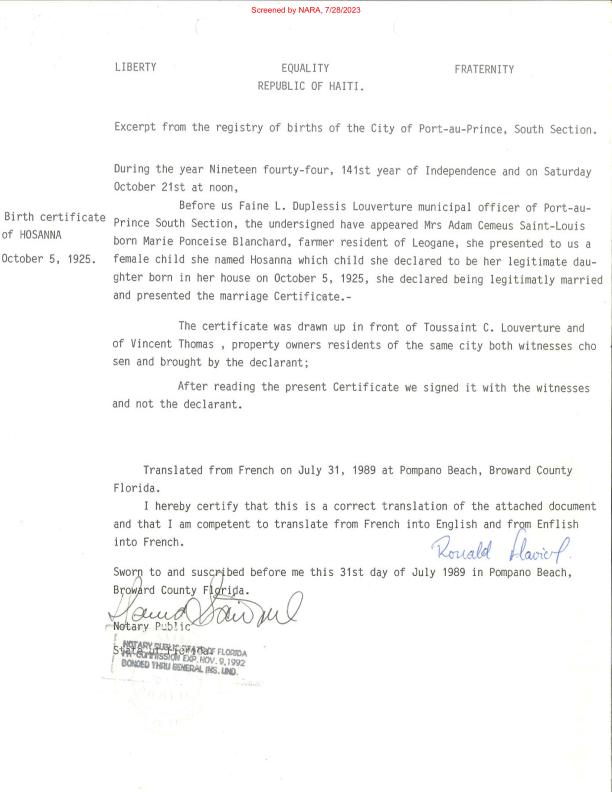 Screened by NARA, 7/28/2023
LIBERTY EQUALITY FRATERNITY
REPUBLIC OF HAITI.
Excerpt from the registry of births of the City of Port-au-Prince, South Section.
During the year Nineteen fourty-four, 141st year of Independence and on Saturday
October 21st at noon,
Before us Faine L. Duplessis Louverture municipal officer of Port-au-
Birth certificate
of HOSANNA
October 5, 1925.
Prince South Section, the undersigned have appeared Mrs Adam Cemeus Saint-Louis
born Marie Ponceise Blanchard, farmer resident of Leogane, she presented to us a
female child she named Hosanna which child she declared to be her legitimate dau-
ghter born in her house on October 5, 1925, she declared being legitimatly married
and presented the marriage Certificate.-
The certificate was drawn up in front of Toussaint C. Louverture and
of Vincent Thomas , property owners residents of the same city both witnesses cho
sen and brought by the declarant;
After reading the present Certificate we signed it with the witnesses
and not the declarant.
Translated from French on July 31, 1989 at Pompano Beach, Broward County
Florida.
I hereby certify that this is a correct translation of the attached document
and that I am competent to translate from French into English and from Enflish
into French.
Ronald
Sworn to and suscribed before me this 31st day of July 1989 in Pompano Beach,
Broward County Florida.
Notary Public
State of Florida
NOTARY PUBLIC STATE OF FLORIDA
MY COMMISSION EXP. NOV. 9, 1992
BONDED THRU GENERAL INS. UND.